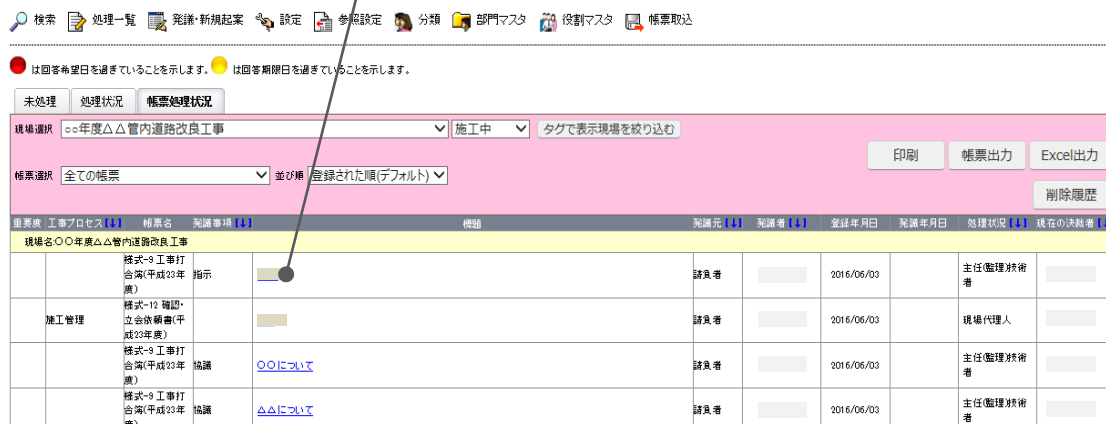 検索 処理一覧 発議・新規起案 設定 参照設定 分類 部門マスタ 役割マスタ 帳票取込
は回答希望日を過ぎていることを示します。 は回答期限日を過ぎていることを示します。
未処理 処理状況 帳票処理状況
現場選択 ○○年度△△管内道路改良工事 施工中 タグで表示現場を絞り込む
印刷 帳票出力 Excel出力
帳票選択 全ての帳票 並び順 登録された順(デフォルト)
削除履歴
重要度 工事プロセス【↓】 帳票名 発議事項【↓】 標題 発議元【↓】 発議者【↓】 登録年月日 発議年月日 処理状況【↓】 現在の決裁者【↓
現場名:〇〇年度△△管内道路改良工事
様式-9 工事打
合簿(平成23年
度)
指示 請負者 2016/06/03 主任(監理)技術
者
施工管理
様式-12 確認・
立会依頼書(平
成23年度)
請負者 2016/06/03 現場代理人
様式-9 工事打
合簿(平成23年
度)
協議 〇〇について 請負者 2016/06/03 主任(監理)技術
者
様式-9 工事打
合簿(平成23年
度)
協議 △△について 請負者 2016/06/03 主任(監理)技術
者